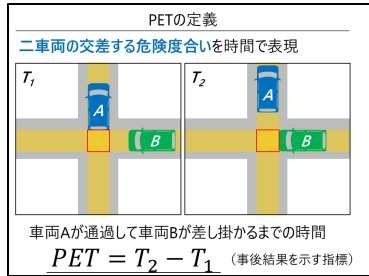 PETの定義
二車両の交差する危険度合いを時間で表現
T₁
T₂
A
B
A
B
車両Aが通過して車両Bが差し掛かるまでの時間
PET = T₂ − T₁ (事後結果を示す指標)